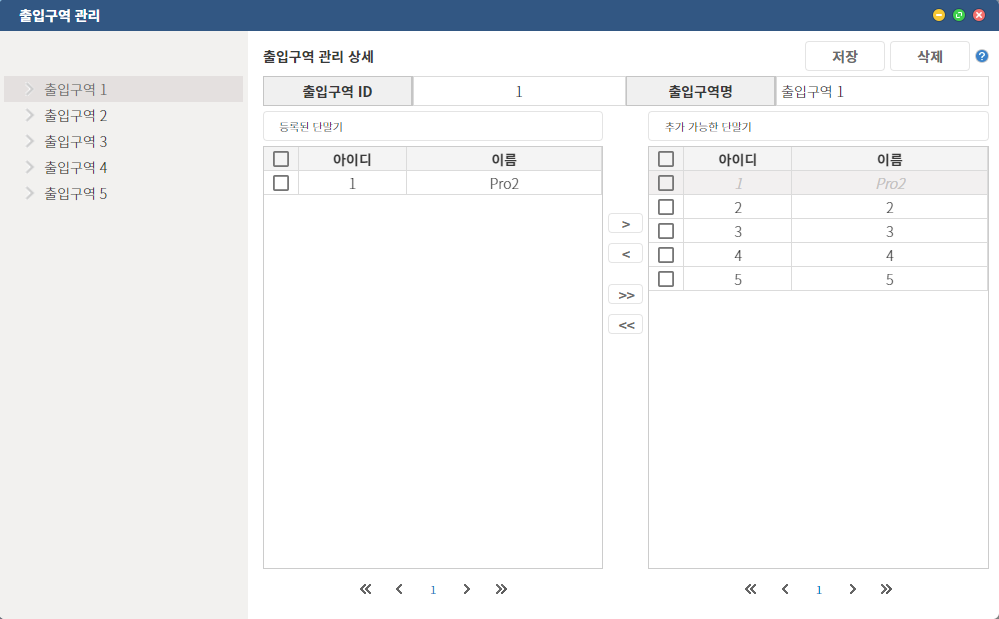 출입구역 관리
출입구역 1
출입구역 2
출입구역 3
출입구역 4
출입구역 5
출입구역 관리 상세
저장 삭제 ?
출입구역 ID 1 출입구역명 출입구역 1
등록된 단말기
아이디 이름
1 Pro2
>
<
>>
<<
추가 가능한 단말기
아이디 이름
1 Pro2
2 2
3 3
4 4
5 5
« ‹ 1 › »
« ‹ 1 › »